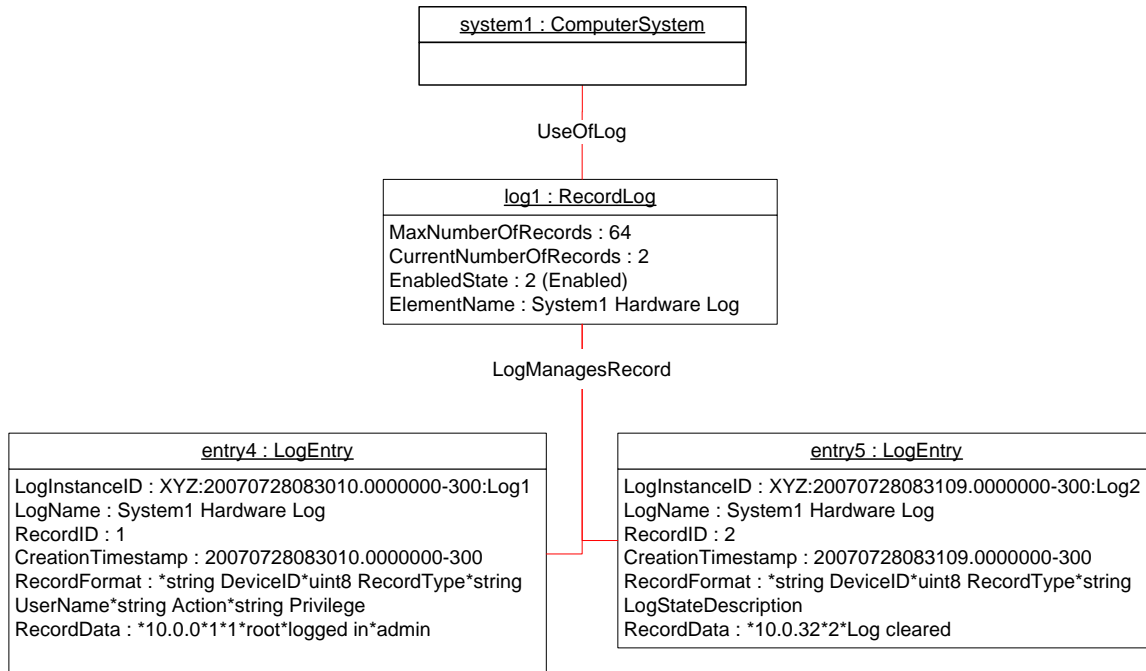 system1 : ComputerSystem
UseOfLog
log1 : RecordLog
MaxNumberOfRecords : 64
CurrentNumberOfRecords : 2
EnabledState : 2 (Enabled)
ElementName : System1 Hardware Log
LogManagesRecord
entry4 : LogEntry
LogInstanceID : XYZ:20070728083010.0000000-300:Log1
LogName : System1 Hardware Log
RecordID : 1
CreationTimestamp : 20070728083010.0000000-300
RecordFormat : *string DeviceID*uint8 RecordType*string
UserName*string Action*string Privilege
RecordData : *10.0.0*1*1*root*logged in*admin
entry5 : LogEntry
LogInstanceID : XYZ:20070728083109.0000000-300:Log2
LogName : System1 Hardware Log
RecordID : 2
CreationTimestamp : 20070728083109.0000000-300
RecordFormat : *string DeviceID*uint8 RecordType*string
LogStateDescription
RecordData : *10.0.32*2*Log cleared